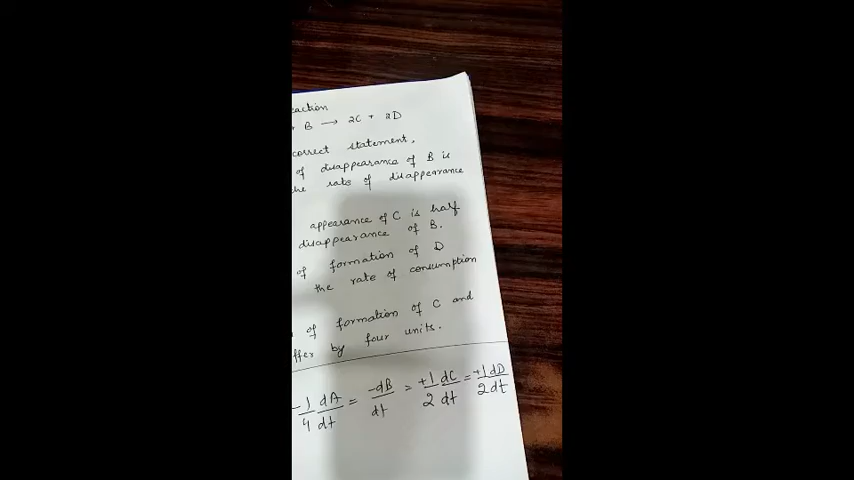 eaction
+ B → 2C + 2D
correct statement.
of disappearance of B is
the rate of disappearance
appearance of C is half
disappearance of B.
of formation of D
the rate of consumption
of formation of C and
ffer by four units.
-1/4 dA/dt = -dB/dt = +1/2 dC/dt = +1/2 dD/dt